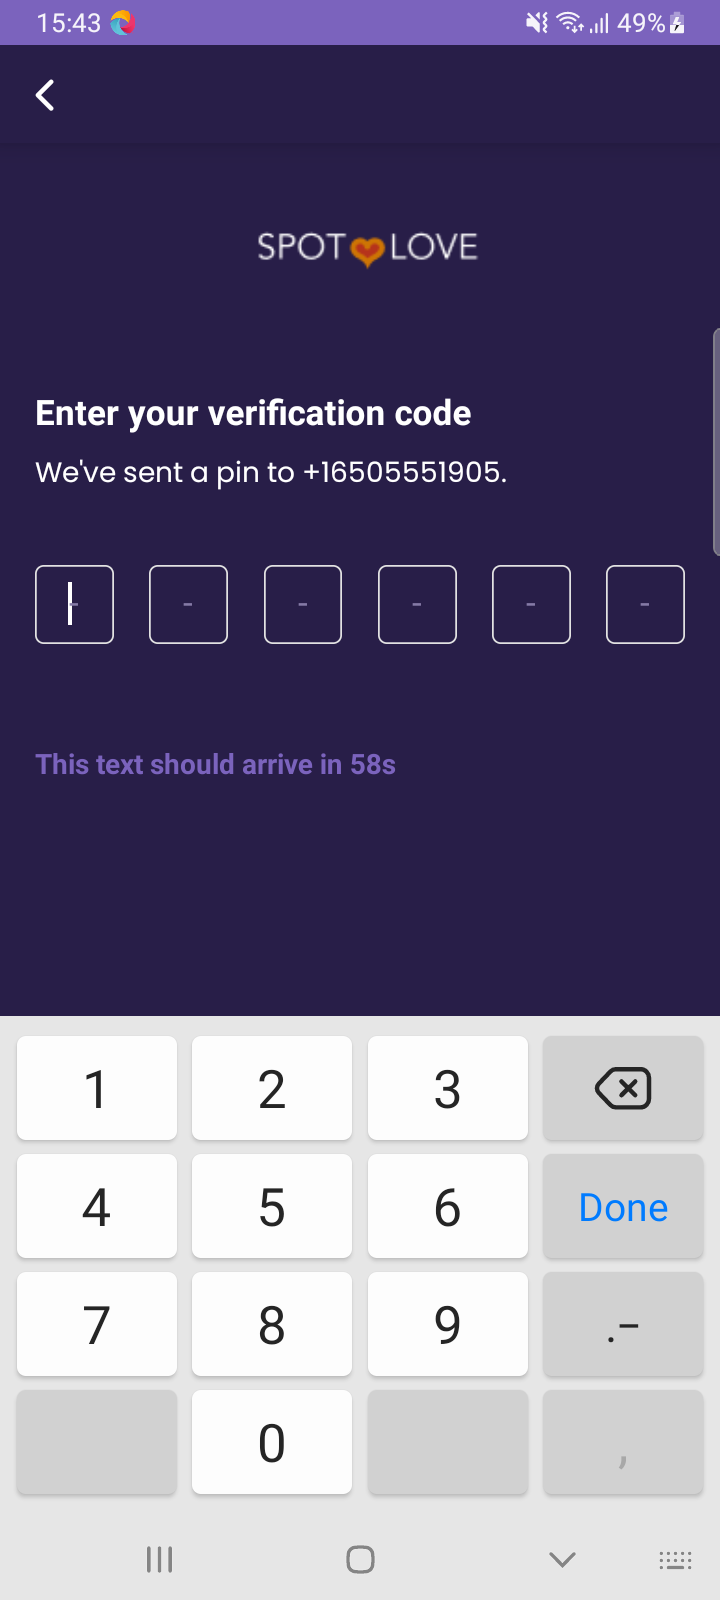 15:43 49%
SPOT LOVE
Enter your verification code
We've sent a pin to +16505551905.
- - - - - -
This text should arrive in 58s
1 2 3
4 5 6 Done
7 8 9 .-
0 ,